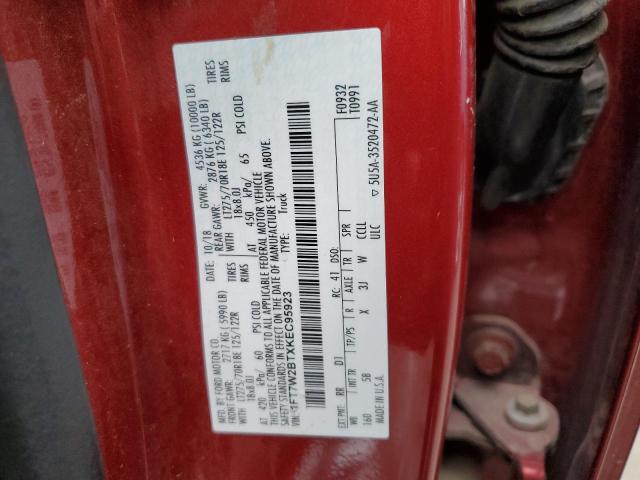 MFD. BY FORD MOTOR CO.
DATE: 10/18 GVWR: 4536 KG (10000 LB)
FRONT GAWR: 2717 KG ( 5990 LB) REAR GAWR: 2876 KG ( 6340 LB)
LT275/70R18E 125/122R TIRES WITH LT275/70R18E 125/122R TIRES
18x8.0J RIMS 18x8.0J RIMS
AT 420 kPa/ 60 PSI COLD AT 450 kPa/ 65 PSI COLD
THIS VEHICLE CONFORMS TO ALL APPLICABLE FEDERAL MOTOR VEHICLE
SAFETY STANDARDS IN EFFECT ON THE DATE OF MANUFACTURE SHOWN ABOVE.
VIN: 1FT7W2BTXKEC95923 TYPE: Truck
F0932
T0991
EXT PNT: RR D1 RC: 41 DSO:
WB INT TR TP/PS R AXLE TR SPR
160 5B X 3J W CCLL
MADE IN U.S.A. ULC
▽ 5U5A-3520472-AA